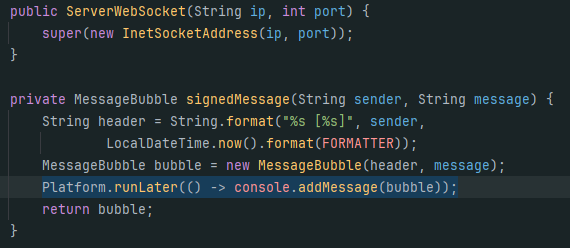 public ServerWebSocket(String ip, int port) {
    super(new InetSocketAddress(ip, port));
}
private MessageBubble signedMessage(String sender, String message) {
    String header = String.format("%s [%s]", sender,
            LocalDateTime.now().format(FORMATTER));
    MessageBubble bubble = new MessageBubble(header, message);
    Platform.runLater(() -> console.addMessage(bubble));
    return bubble;
}